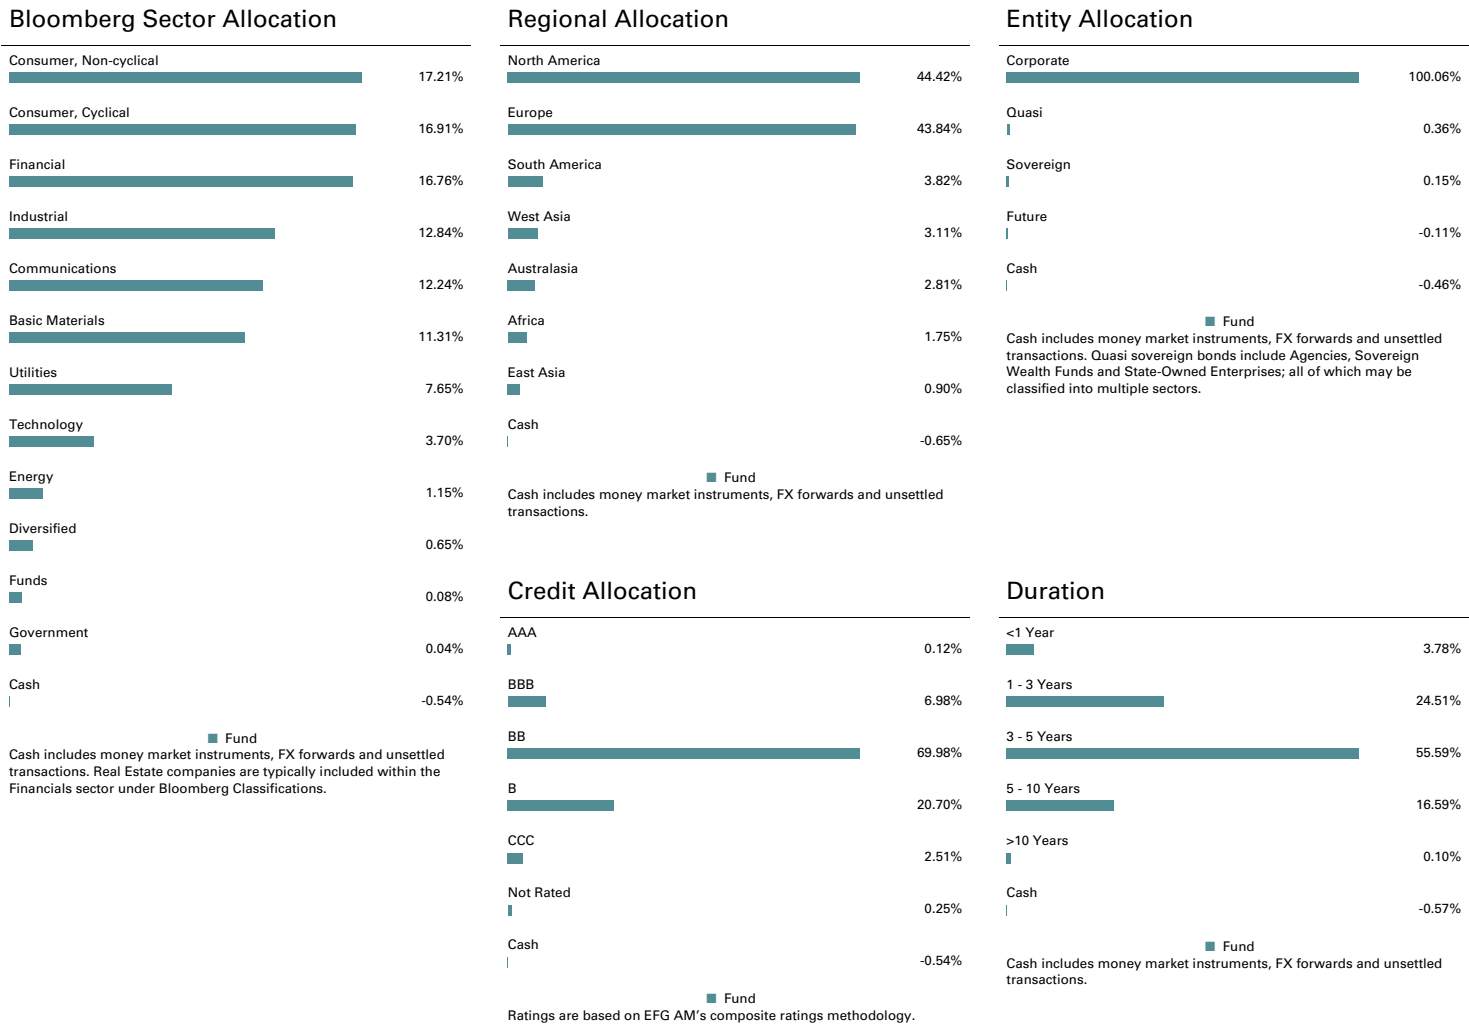 Bloomberg Sector Allocation
Consumer, Non-cyclical
17.21%
Consumer, Cyclical
16.91%
Financial
16.76%
Industrial
12.84%
Communications
12.24%
Basic Materials
11.31%
Utilities
7.65%
Technology
3.70%
Energy
1.15%
Diversified
0.65%
Funds
0.08%
Government
0.04%
Cash
-0.54%
Fund
Cash includes money market instruments, FX forwards and unsettled
transactions. Real Estate companies are typically included within the
Financials sector under Bloomberg Classifications.
Regional Allocation
North America
44.42%
Europe
43.84%
South America
3.82%
West Asia
3.11%
Australasia
2.81%
Africa
1.75%
East Asia
0.90%
Cash
-0.65%
Fund
Cash includes money market instruments, FX forwards and unsettled
transactions.
Entity Allocation
Corporate
100.06%
Quasi
0.36%
Sovereign
0.15%
Future
-0.11%
Cash
-0.46%
Fund
Cash includes money market instruments, FX forwards and unsettled
transactions. Quasi sovereign bonds include Agencies, Sovereign
Wealth Funds and State-Owned Enterprises; all of which may be
classified into multiple sectors.
Credit Allocation
AAA
0.12%
BBB
6.98%
BB
69.98%
B
20.70%
CCC
2.51%
Not Rated
0.25%
Cash
-0.54%
Fund
Ratings are based on EFG AM's composite ratings methodology.
Duration
<1 Year
3.78%
1 - 3 Years
24.51%
3 - 5 Years
55.59%
5 - 10 Years
16.59%
>10 Years
0.10%
Cash
-0.57%
Fund
Cash includes money market instruments, FX forwards and unsettled
transactions.